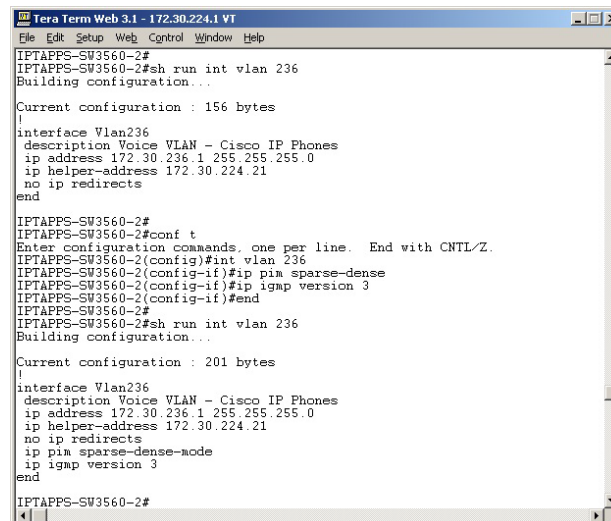 Tera Term Web 3.1 - 172.30.224.1 VT
File Edit Setup Web Control Window Help
IPTAPPS-SW3560-2#
IPTAPPS-SW3560-2#sh run int vlan 236
Building configuration...

Current configuration : 156 bytes
!
interface Vlan236
 description Voice VLAN - Cisco IP Phones
 ip address 172.30.236.1 255.255.255.0
 ip helper-address 172.30.224.21
 no ip redirects
end

IPTAPPS-SW3560-2#
IPTAPPS-SW3560-2#conf t
Enter configuration commands, one per line.  End with CNTL/Z.
IPTAPPS-SW3560-2(config)#int vlan 236
IPTAPPS-SW3560-2(config-if)#ip pim sparse-dense
IPTAPPS-SW3560-2(config-if)#ip igmp version 3
IPTAPPS-SW3560-2(config-if)#end
IPTAPPS-SW3560-2#
IPTAPPS-SW3560-2#sh run int vlan 236
Building configuration...

Current configuration : 201 bytes
!
interface Vlan236
 description Voice VLAN - Cisco IP Phones
 ip address 172.30.236.1 255.255.255.0
 ip helper-address 172.30.224.21
 no ip redirects
 ip pim sparse-dense-mode
 ip igmp version 3
end

IPTAPPS-SW3560-2#